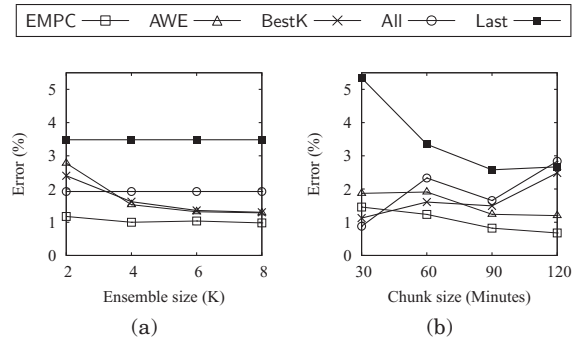 EMPC AWE BestK All Last
Error (%)
5
4
3
2
1
0
2 4 6 8
Ensemble size (K)
(a)
Error (%)
5
4
3
2
1
0
30 60 90 120
Chunk size (Minutes)
(b)